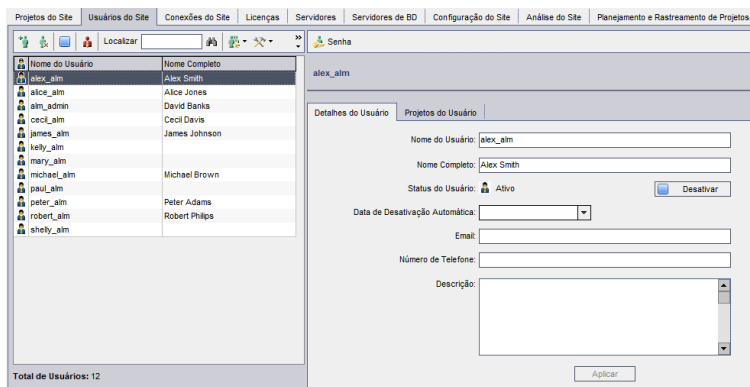 Projetos do Site Usuários do Site Conexões do Site Licenças Servidores Servidores de BD Configuração do Site Análise do Site Planejamento e Rastreamento de Projetos
Localizar
Senha
Nome do Usuário Nome Completo
alex_alm Alex Smith
alice_alm Alice Jones
alm_admin David Banks
cecil_alm Cecil Davis
james_alm James Johnson
kelly_alm
mary_alm
michael_alm Michael Brown
paul_alm
peter_alm Peter Adams
robert_alm Robert Philips
shelly_alm
Total de Usuários: 12
alex_alm
Detalhes do Usuário Projetos do Usuário
Nome do Usuário: alex_alm
Nome Completo: Alex Smith
Status do Usuário: Ativo Desativar
Data de Desativação Automática:
Email:
Número de Telefone:
Descrição:
Aplicar